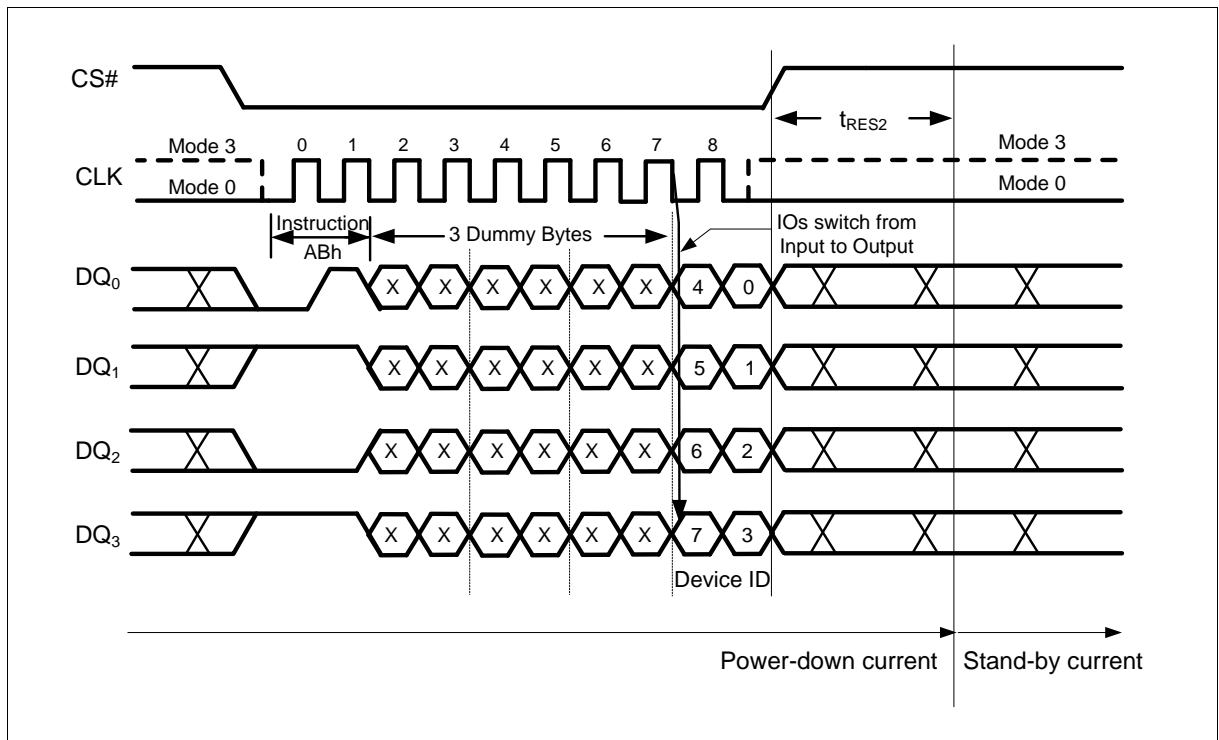 CS#
tRES2
Mode 3 0 1 2 3 4 5 6 7 8 Mode 3
CLK
Mode 0 Mode 0
Instruction
ABh
3 Dummy Bytes
IOs switch from
Input to Output
DQ0 X X X X X X 4 0
DQ1 X X X X X X 5 1
DQ2 X X X X X X 6 2
DQ3 X X X X X X 7 3
Device ID
Power-down current Stand-by current